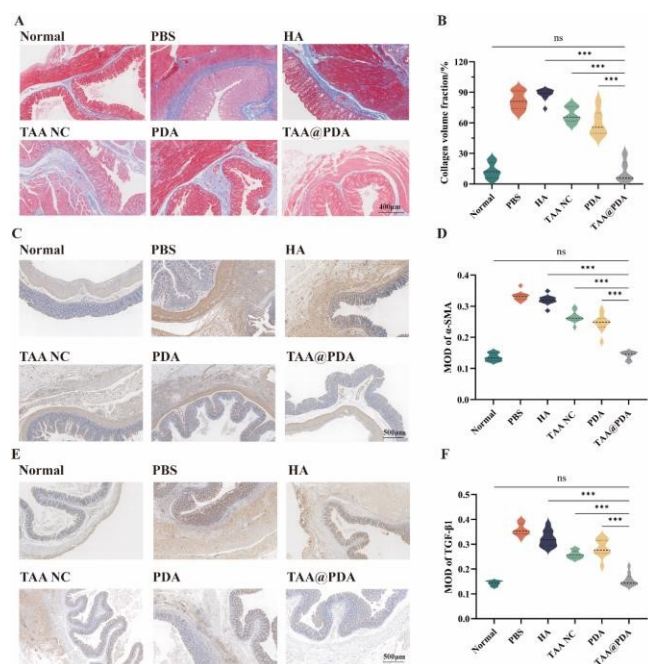 A
Normal PBS HA
TAA NC PDA TAA@PDA
400μm
B
ns
***
***
***
Collagen volume fraction/%
120
90
60
30
0
Normal PBS HA TAA NC PDA TAA@PDA
C
Normal PBS HA
TAA NC PDA TAA@PDA
500μm
D
ns
***
***
***
MOD of α-SMA
0.4
0.3
0.2
0.1
Normal PBS HA TAA NC PDA TAA@PDA
E
Normal PBS HA
TAA NC PDA TAA@PDA
500μm
F
ns
***
***
***
MOD of TGF-β1
0.5
0.4
0.3
0.2
0.1
Normal PBS HA TAA NC PDA TAA@PDA